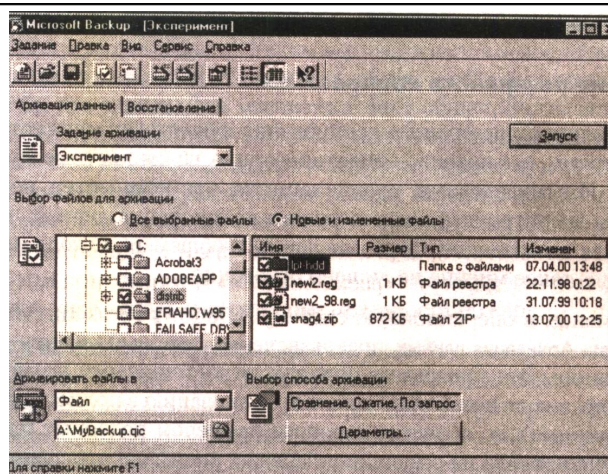 Microsoft Backup - [Эксперимент]
Задание Правка Вид Сервис Справка
Архивация данных Восстановление
Задание архивации
Эксперимент
Запуск
Выбор файлов для архивации
Все выбранные файлы Новые и измененные файлы
C:
Acrobat3
ADOBEAPP
distrib
EPIAHD.W95
FAILSAFE.DRV
Имя Размер Тип Изменен
Папка с файлами 07.04.00 13:48
new2.reg 1 КБ Файл реестра 22.11.98 0:22
new2_98.reg 1 КБ Файл реестра 31.07.99 10:18
snag4.zip 872 КБ Файл "ZIP" 13.07.00 12:25
Архивировать файлы в
Файл
A:\MyBackup.qic
Выбор способа архивации
Сравнение, Сжатие, По запрос
Параметры...
Для справки нажмите F1